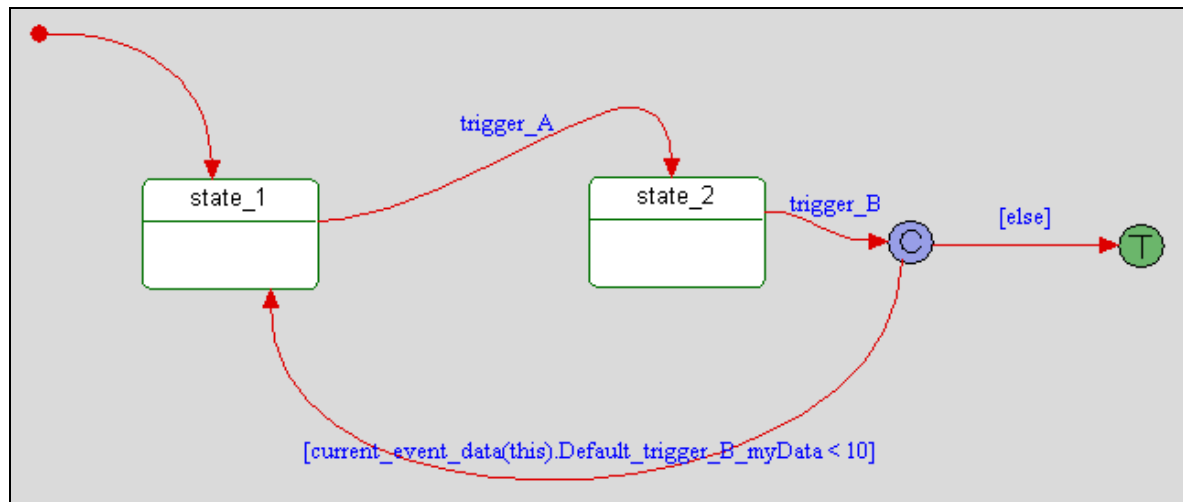 trigger_A
state_1
state_2
trigger_B
C
[else]
T
[current_event_data(this).Default_trigger_B_myData < 10]